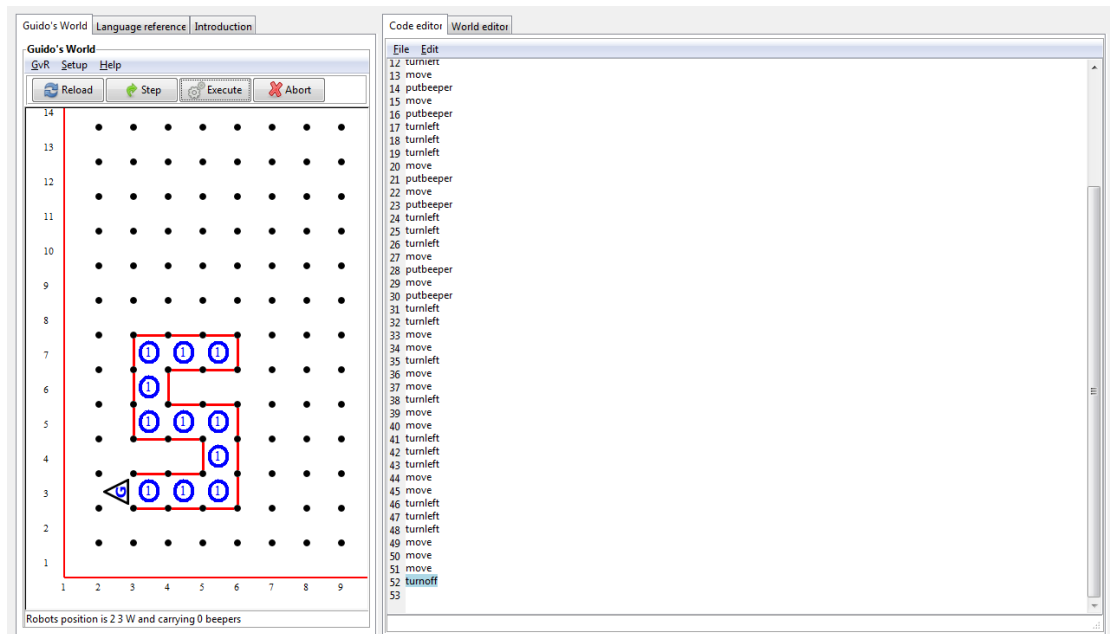 Guido's World Language reference Introduction
Guido's World
GvR Setup Help
Reload Step Execute Abort
14
13
12
11
10
9
8
7 1 1 1
6 1
5 1 1 1
4 1
3 G 1 1 1
2
1
1 2 3 4 5 6 7 8 9
Robots position is 2 3 W and carrying 0 beepers
Code editor World editor
File Edit
12 turnleft
13 move
14 putbeeper
15 move
16 putbeeper
17 turnleft
18 turnleft
19 turnleft
20 move
21 putbeeper
22 move
23 putbeeper
24 turnleft
25 turnleft
26 turnleft
27 move
28 putbeeper
29 move
30 putbeeper
31 turnleft
32 turnleft
33 move
34 move
35 turnleft
36 move
37 move
38 turnleft
39 move
40 move
41 turnleft
42 turnleft
43 turnleft
44 move
45 move
46 turnleft
47 turnleft
48 turnleft
49 move
50 move
51 move
52 turnoff
53